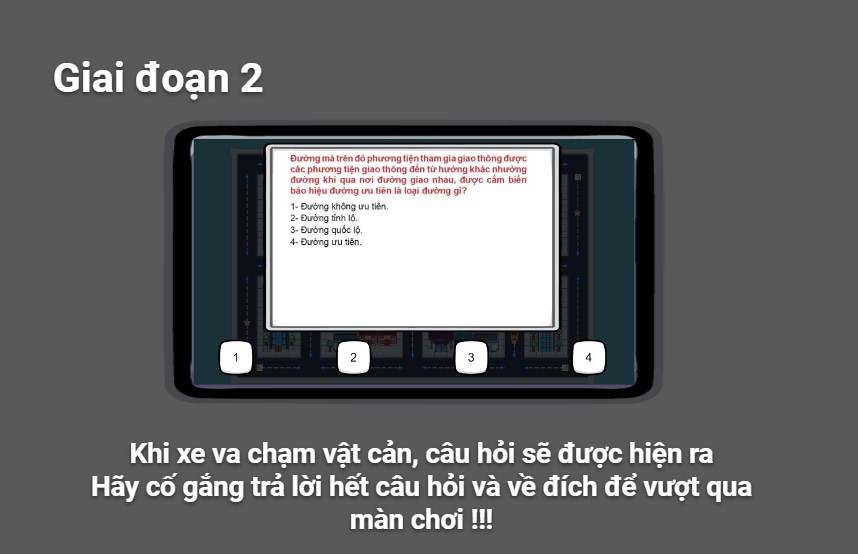 Giai đoạn 2
Đường mà trên đó phương tiện tham gia giao thông được
các phương tiện giao thông đến từ hướng khác nhường
đường khi qua nơi đường giao nhau, được cắm biển
báo hiệu đường ưu tiên là loại đường gì?
1- Đường không ưu tiên.
2- Đường tỉnh lộ.
3- Đường quốc lộ.
4- Đường ưu tiên.
1 2 3 4
Khi xe va chạm vật cản, câu hỏi sẽ được hiện ra
Hãy cố gắng trả lời hết câu hỏi và về đích để vượt qua
màn chơi !!!